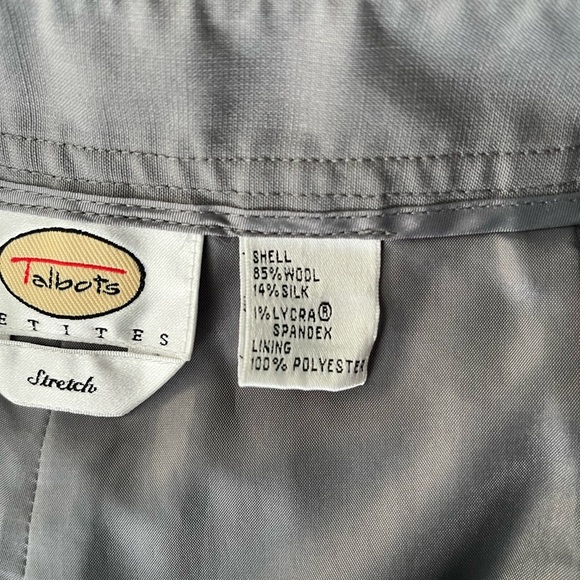 Talbots
ETITES
Stretch
SHELL
85% WOOL
14% SILK
1% LYCRA®
SPANDEX
LINING
100% POLYESTER